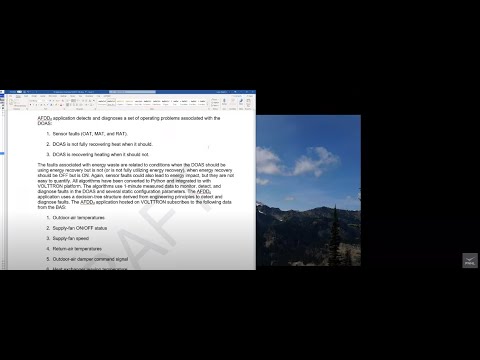 AFDD₀ application detects and diagnoses a set of operating problems associated with the
DOAS:
1. Sensor faults (OAT, MAT, and RAT).
2. DOAS is not fully recovering heat when it should.
3. DOAS is recovering heating when it should not.
The faults associated with energy waste are related to conditions when the DOAS should be
using energy recovery but is not (or is not fully utilizing energy recovery), when energy recovery
should be OFF but is ON. Again, sensor faults could also lead to energy impact, but they are not
easy to quantify. All algorithms have been converted to Python and integrated to with
VOLTTRON platform. The algorithms use 1-minute measured data to monitor, detect, and
diagnose faults in the DOAS and several static configuration parameters. The AFDD₀
application uses a decision-tree structure derived from engineering principles to detect and
diagnose faults. The AFDD₀ application hosted on VOLTTRON subscribes to the following data
from the BAS:
1. Outdoor-air temperatures
2. Supply-fan ON/OFF status
3. Supply-fan speed
4. Return-air temperatures
5. Outdoor-air damper command signal
6. Heat exchanger leaving temperature
DRAFT
PNNL